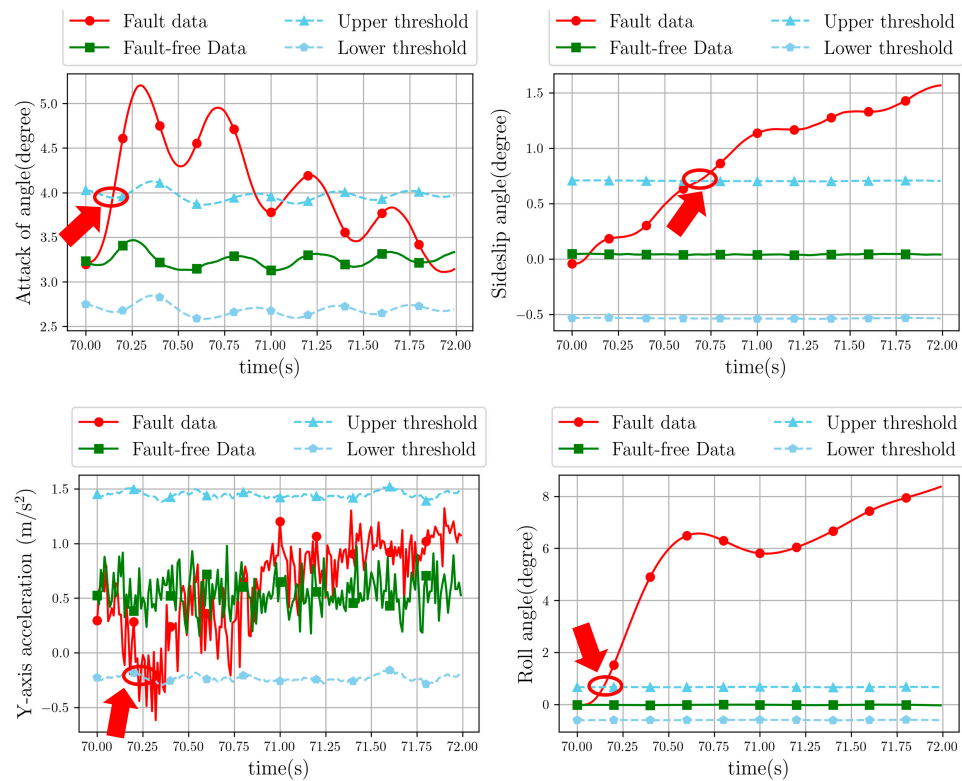 Fault data Upper threshold
Fault-free Data Lower threshold
Attack of angle(degree)
5.0
4.5
4.0
3.5
3.0
2.5
70.00 70.25 70.50 70.75 71.00 71.25 71.50 71.75 72.00
time(s)
Fault data Upper threshold
Fault-free Data Lower threshold
Sideslip angle(degree)
1.5
1.0
0.5
0.0
−0.5
70.00 70.25 70.50 70.75 71.00 71.25 71.50 71.75 72.00
time(s)
Fault data Upper threshold
Fault-free Data Lower threshold
Y-axis acceleration (m/s²)
1.5
1.0
0.5
0.0
−0.5
70.00 70.25 70.50 70.75 71.00 71.25 71.50 71.75 72.00
time(s)
Fault data Upper threshold
Fault-free Data Lower threshold
Roll angle(degree)
8
6
4
2
0
70.00 70.25 70.50 70.75 71.00 71.25 71.50 71.75 72.00
time(s)